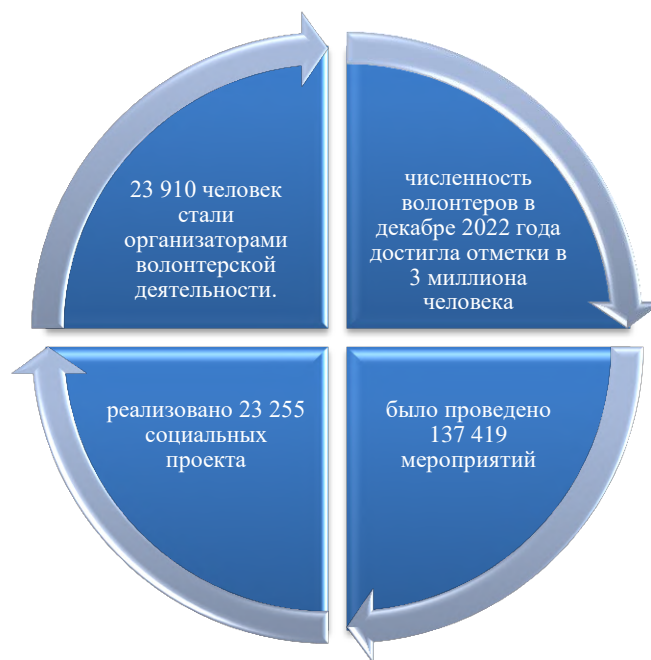 23 910 человек
стали
организаторами
волонтерской
деятельности.
численность
волонтеров в
декабре 2022 года
достигла отметки в
3 миллиона
человека
реализовано 23 255
социальных
проекта
было проведено
137 419
мероприятий